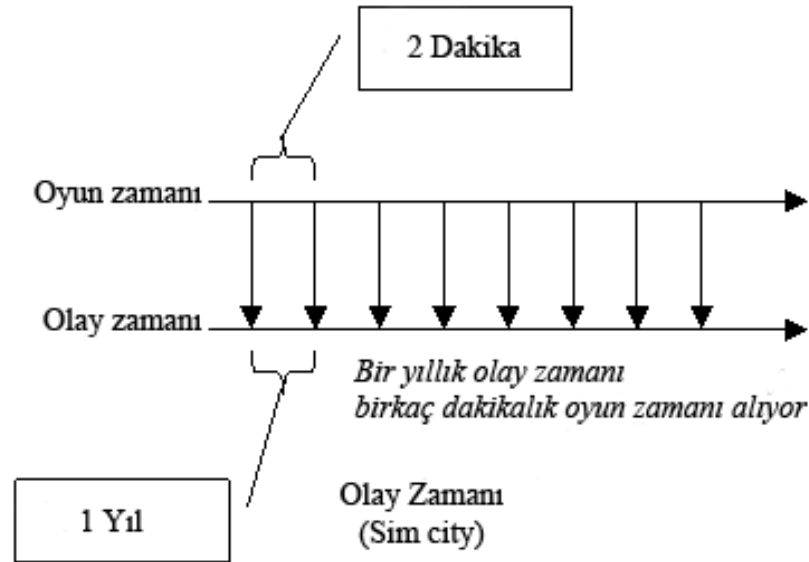 2 Dakika
Oyun zamanı
Olay zamanı
Bir yıllık olay zamanı
birkaç dakikalık oyun zamanı alıyor
1 Yıl
Olay Zamanı
(Sim city)